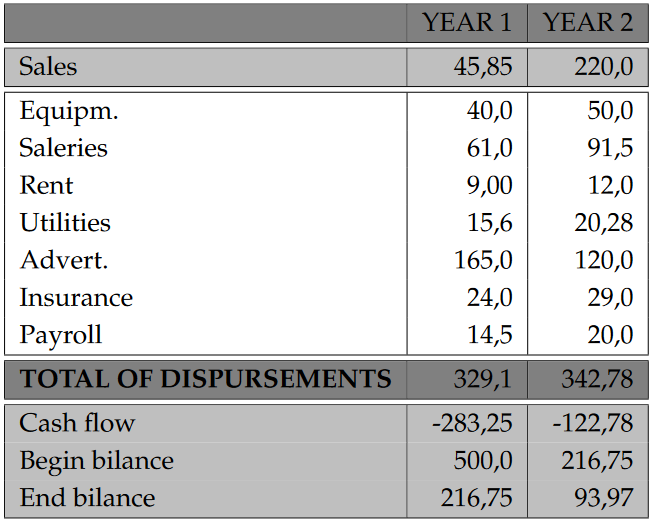 YEAR 1 YEAR 2
Sales 45,85 220,0
Equipm. 40,0 50,0
Saleries 61,0 91,5
Rent 9,00 12,0
Utilities 15,6 20,28
Advert. 165,0 120,0
Insurance 24,0 29,0
Payroll 14,5 20,0
TOTAL OF DISPURSEMENTS 329,1 342,78
Cash flow -283,25 -122,78
Begin bilance 500,0 216,75
End bilance 216,75 93,97